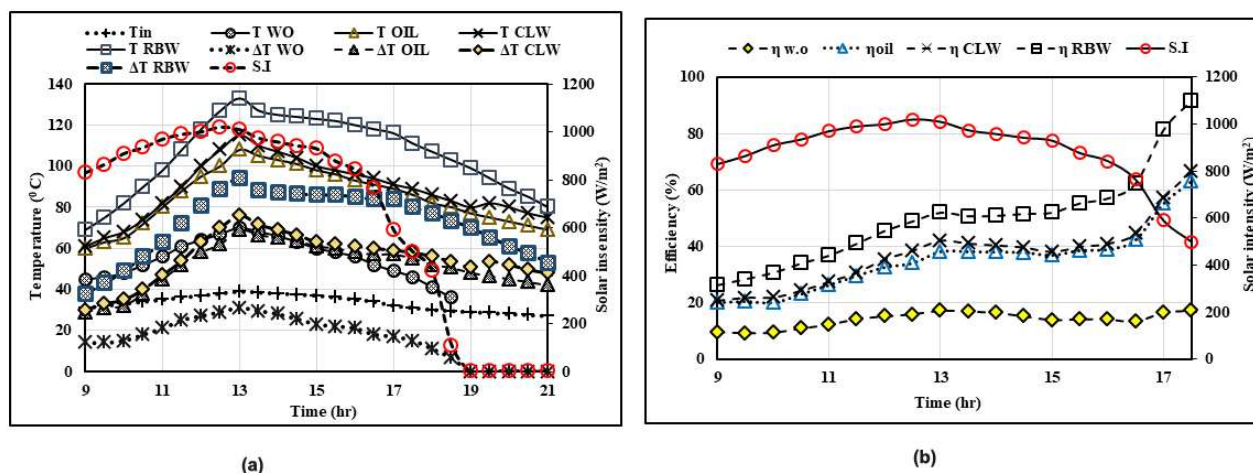 Tin T WO T OIL T CLW
T RBW ΔT WO ΔT OIL ΔT CLW
ΔT RBW S.I
Temperature (⁰ C)
140
120
100
80
60
40
20
0
1200
1000
800
600
400
200
0
Solar insensity (W/m²)
9 11 13 15 17 19 21
Time (hr)
(a)
η w.o ηoil η CLW η RBW S.I
Efficiency (%)
100
80
60
40
20
0
1200
1000
800
600
400
200
0
Solar intensity (W/m²)
9 11 13 15 17
Time (hr)
(b)